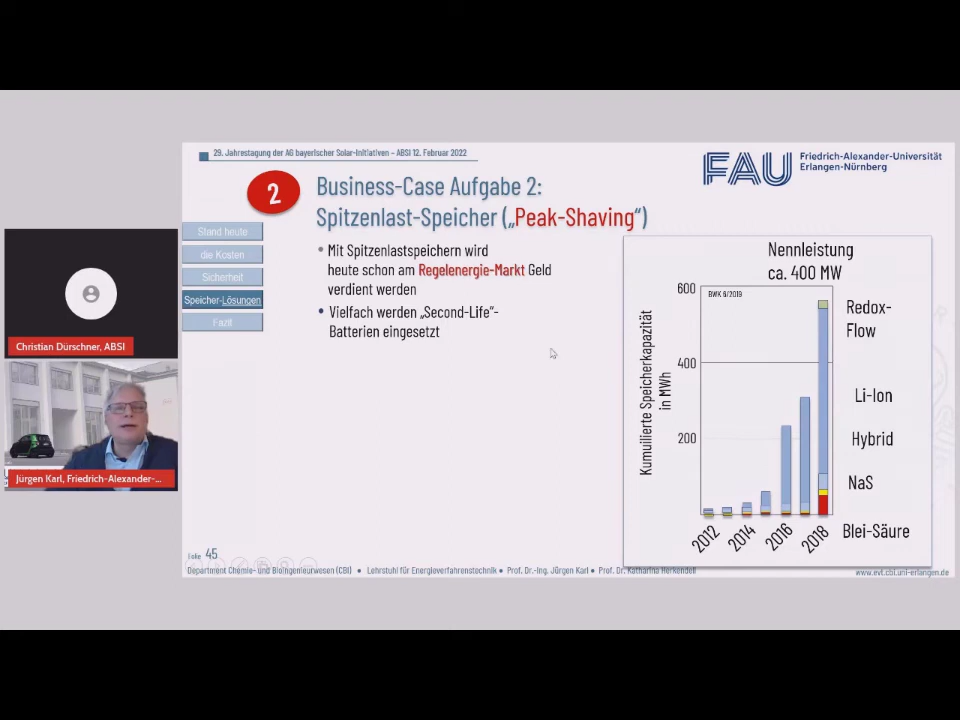 29. Jahrestagung der AG bayerischer Solar-Initiativen – ABSI 12. Februar 2022
FAU Friedrich-Alexander-Universität
Erlangen-Nürnberg
2
Business-Case Aufgabe 2:
Spitzenlast-Speicher („Peak-Shaving“)
Stand heute
die Kosten
Sicherheit
Speicher-Lösungen
Fazit
• Mit Spitzenlastspeichern wird
heute schon am Regelenergie-Markt Geld
verdient werden
• Vielfach werden „Second-Life“-
Batterien eingesetzt
Nennleistung
ca. 400 MW
BWK 6/2019
Kumulierte Speicherkapazität
in MWh
600
400
200
2012
2014
2016
2018
Redox-
Flow
Li-Ion
Hybrid
NaS
Blei-Säure
Christian Dürschner, ABSI
Jürgen Karl, Friedrich-Alexander-...
Folie 45
Department Chemie- und Bioingenieurwesen (CBI) • Lehrstuhl für Energieverfahrenstechnik • Prof. Dr.-Ing. Jürgen Karl • Prof. Dr. Katharina Herkendell
www.evt.cbi.uni-erlangen.de